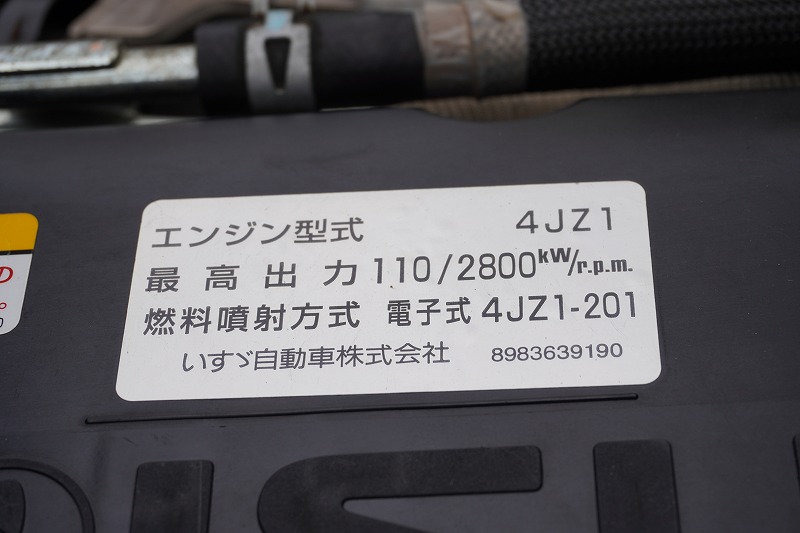 エンジン型式 4JZ1
最高出力 110/2800kW/r.p.m.
燃料噴射方式 電子式 4JZ1-201
いすゞ自動車株式会社 8983639190
の